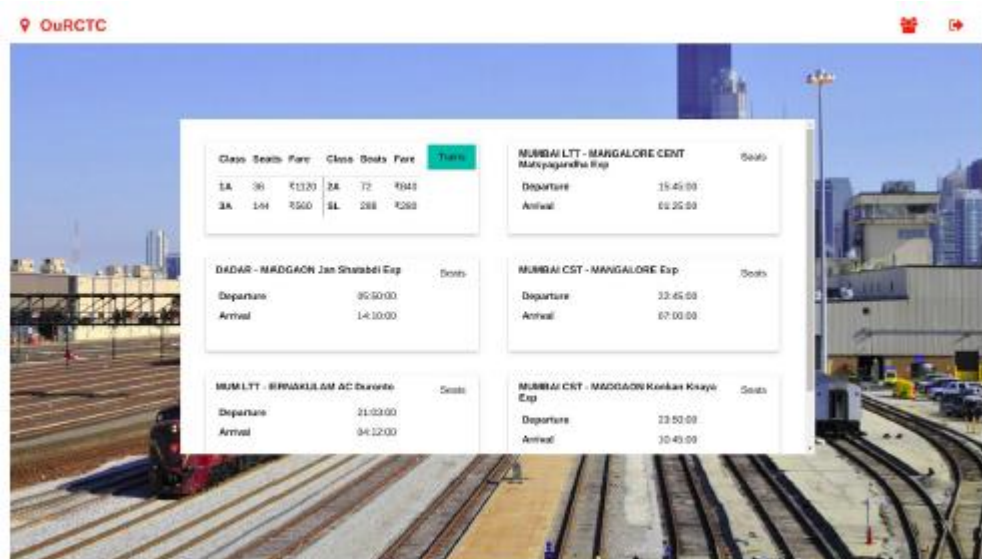 OuRCTC
Class Seats Fare Class Seats Fare Trains
1A 36 ₹1120 2A 72 ₹840
3A 144 ₹560 SL 288 ₹280
MUMBAI LTT - MANGALORE CENT Seats
Matsyagandha Exp
Departure 15:45:00
Arrival 01:25:00
DADAR - MADGAON Jan Shatabdi Exp Seats
Departure 05:50:00
Arrival 14:10:00
MUMBAI CST - MANGALORE Exp Seats
Departure 22:45:00
Arrival 07:00:00
MUM LTT - ERNAKULAM AC Duronto Seats
Departure 21:03:00
Arrival 04:12:00
MUMBAI CST - MADGAON Konkan Knaya Seats
Exp
Departure 23:50:00
Arrival 10:45:00